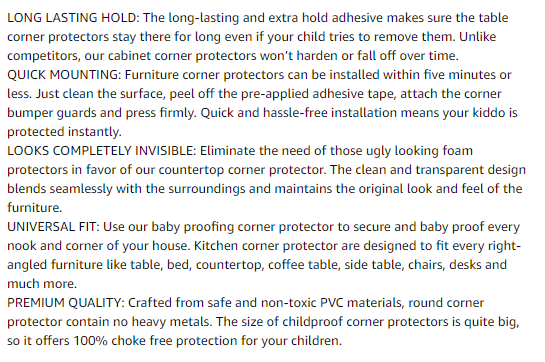 LONG LASTING HOLD: The long-lasting and extra hold adhesive makes sure the table
corner protectors stay there for long even if your child tries to remove them. Unlike
competitors, our cabinet corner protectors won't harden or fall off over time.
QUICK MOUNTING: Furniture corner protectors can be installed within five minutes or
less. Just clean the surface, peel off the pre-applied adhesive tape, attach the corner
bumper guards and press firmly. Quick and hassle-free installation means your kiddo is
protected instantly.
LOOKS COMPLETELY INVISIBLE: Eliminate the need of those ugly looking foam
protectors in favor of our countertop corner protector. The clean and transparent design
blends seamlessly with the surroundings and maintains the original look and feel of the
furniture.
UNIVERSAL FIT: Use our baby proofing corner protector to secure and baby proof every
nook and corner of your house. Kitchen corner protector are designed to fit every right-
angled furniture like table, bed, countertop, coffee table, side table, chairs, desks and
much more.
PREMIUM QUALITY: Crafted from safe and non-toxic PVC materials, round corner
protector contain no heavy metals. The size of childproof corner protectors is quite big,
so it offers 100% choke free protection for your children.